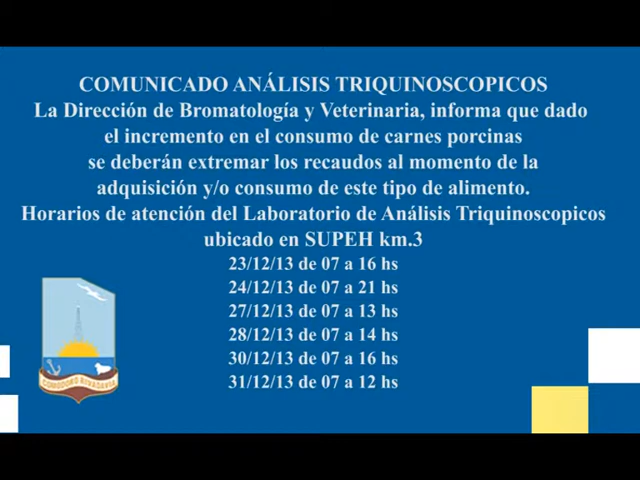 COMUNICADO ANÁLISIS TRIQUINOSCOPICOS
La Dirección de Bromatología y Veterinaria, informa que dado
el incremento en el consumo de carnes porcinas
se deberán extremar los recaudos al momento de la
adquisición y/o consumo de este tipo de alimento.
Horarios de atención del Laboratorio de Análisis Triquinoscopicos
ubicado en SUPEH km.3
23/12/13 de 07 a 16 hs
24/12/13 de 07 a 21 hs
27/12/13 de 07 a 13 hs
28/12/13 de 07 a 14 hs
30/12/13 de 07 a 16 hs
31/12/13 de 07 a 12 hs
COMODORO RIVADAVIA